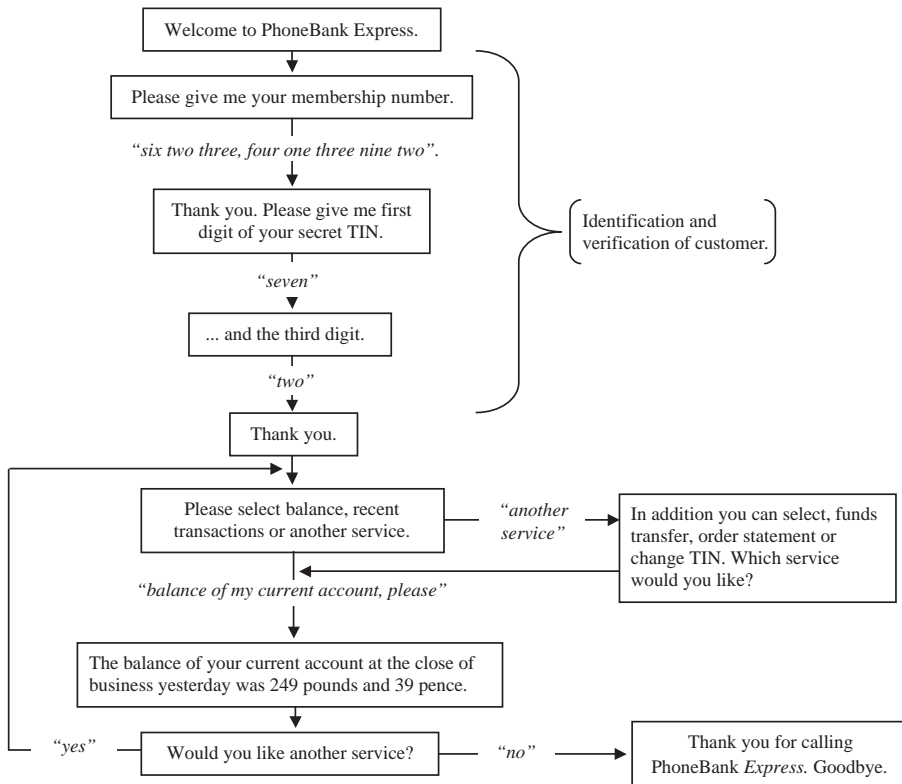 Welcome to PhoneBank Express.
Please give me your membership number.
“six two three, four one three nine two”.
Thank you. Please give me first
digit of your secret TIN.
Identification and
verification of customer.
“seven”
... and the third digit.
“two”
Thank you.
Please select balance, recent
transactions or another service.
“another
service”
In addition you can select, funds
transfer, order statement or
change TIN. Which service
would you like?
“balance of my current account, please”
The balance of your current account at the close of
business yesterday was 249 pounds and 39 pence.
“yes”
Would you like another service?
“no”
Thank you for calling
PhoneBank Express. Goodbye.